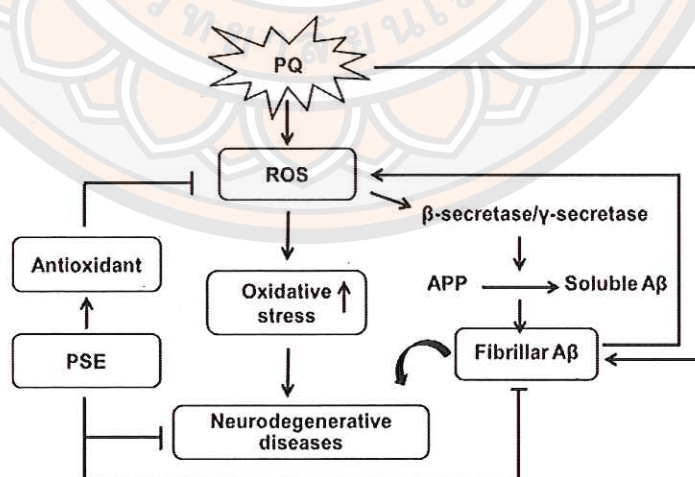 PQ
ROS
β-secretase/γ-secretase
Antioxidant
Oxidative
stress
APP
Soluble Aβ
PSE
Fibrillar Aβ
Neurodegenerative
diseases